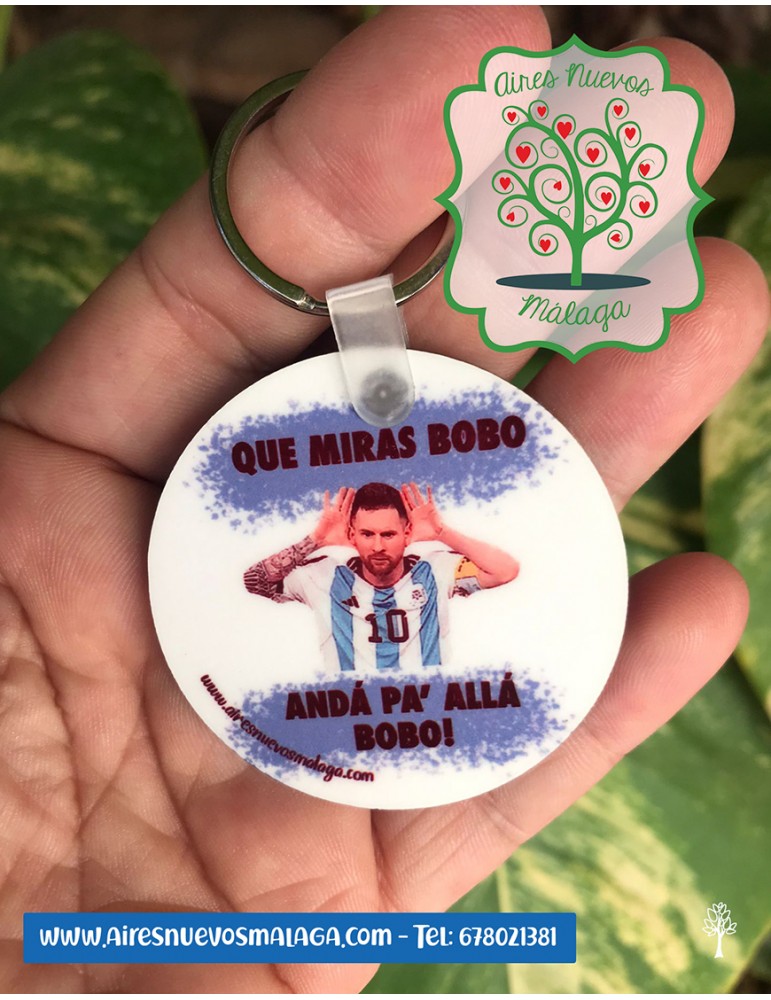 Aires Nuevos
Málaga
QUE MIRAS BOBO
10
ANDÁ PA' ALLÁ
BOBO!
www.airesnuevosmalaga.com
www.airesnuevosmalaga.com - Tel: 678021381